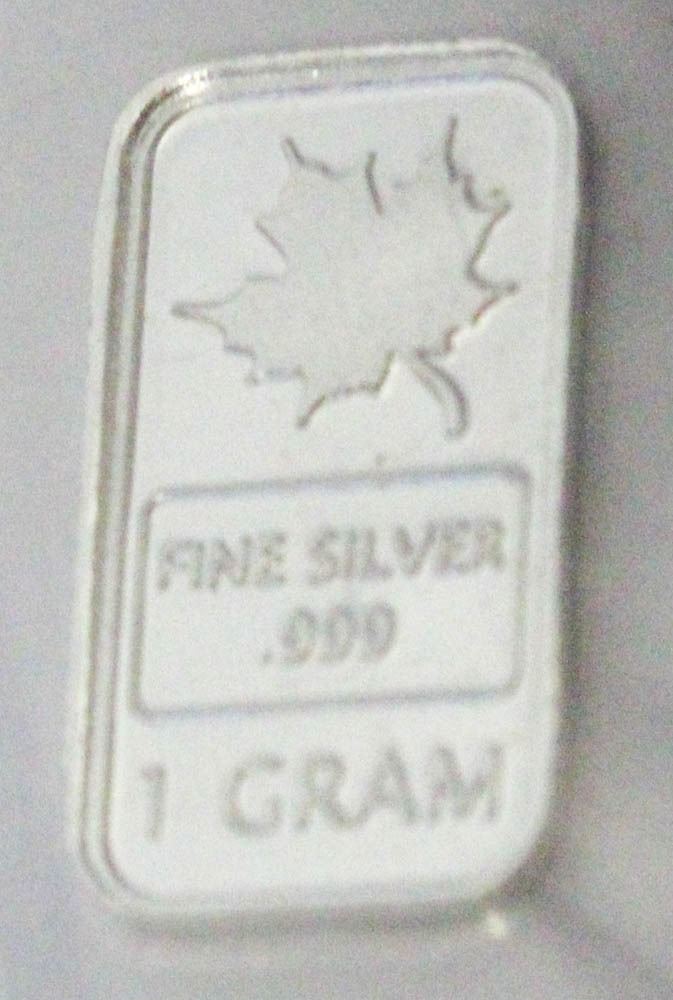 FINE SILVER
.999
1 GRAM